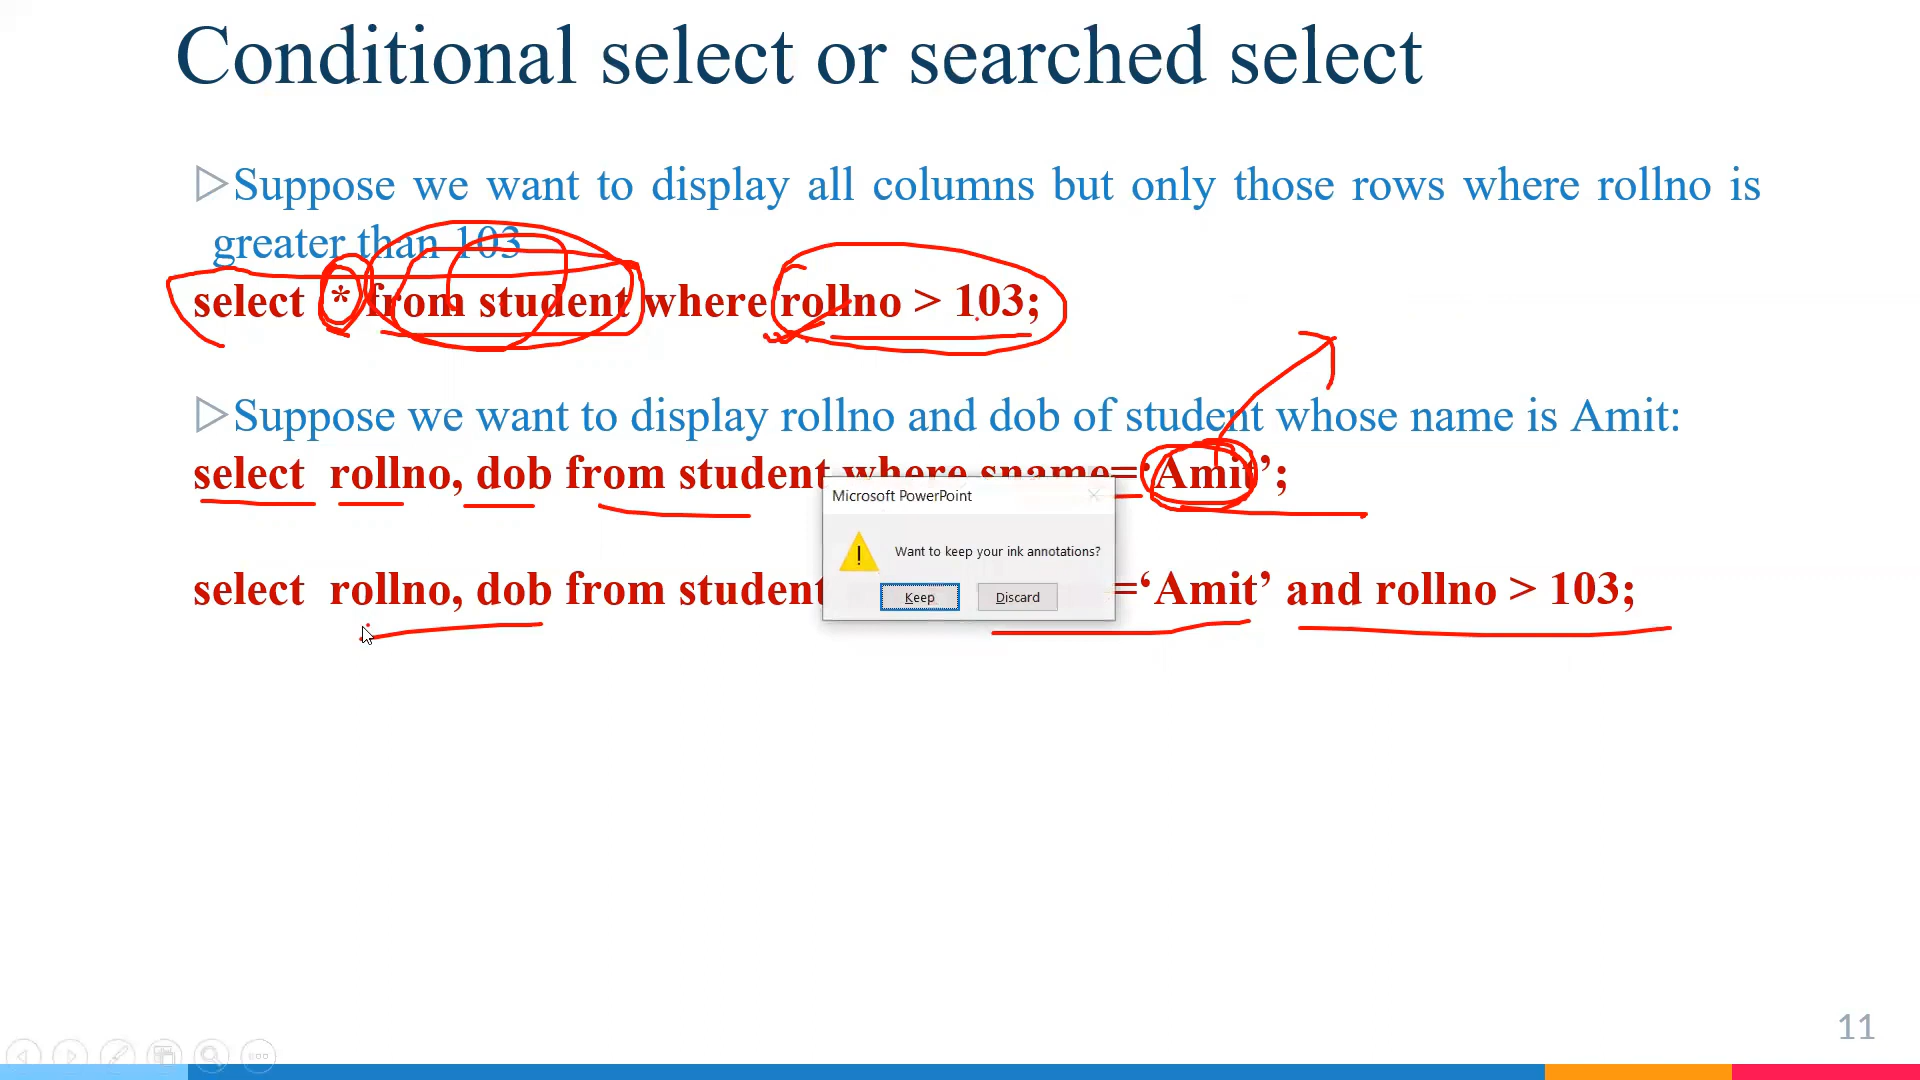 Conditional select or searched select
Suppose we want to display all columns but only those rows where rollno is
greater than 103
select * from student where rollno > 103;
Suppose we want to display rollno and dob of student whose name is Amit:
select rollno, dob from student where sname=‘Amit’;
Microsoft PowerPoint
Want to keep your ink annotations?
Keep Discard
select rollno, dob from student =‘Amit’ and rollno > 103;
11